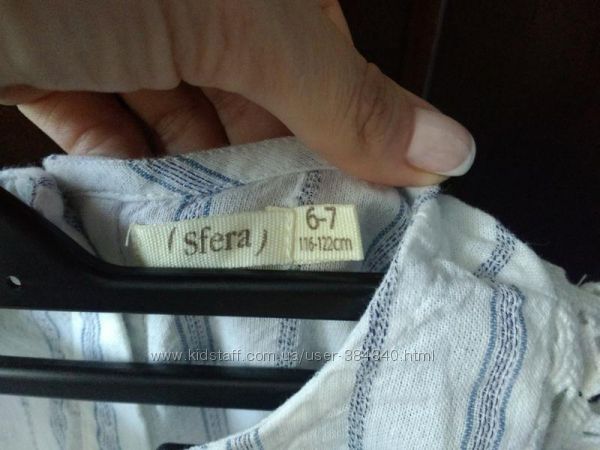 ( sfera )
6-7
116-122cm
www.kidstaff.com.ua/user-384840.html